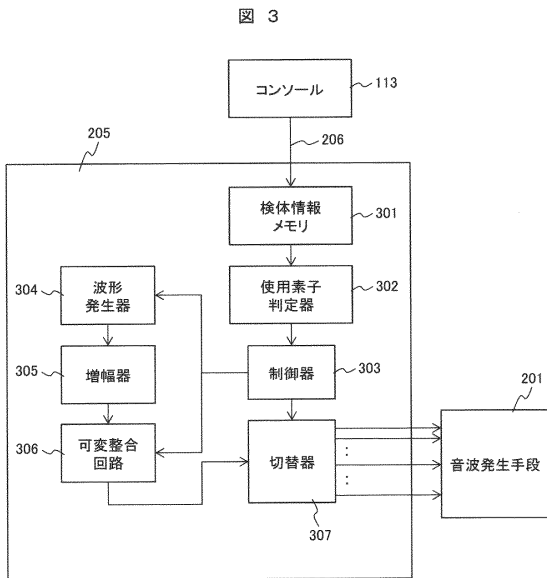 図 3
コンソール
113
205
206
検体情報
メモリ
301
使用素子
判定器
302
波形
発生器
304
増幅器
305
制御器
303
可変整合
回路
306
切替器
307
201
音波発生手段
:
: